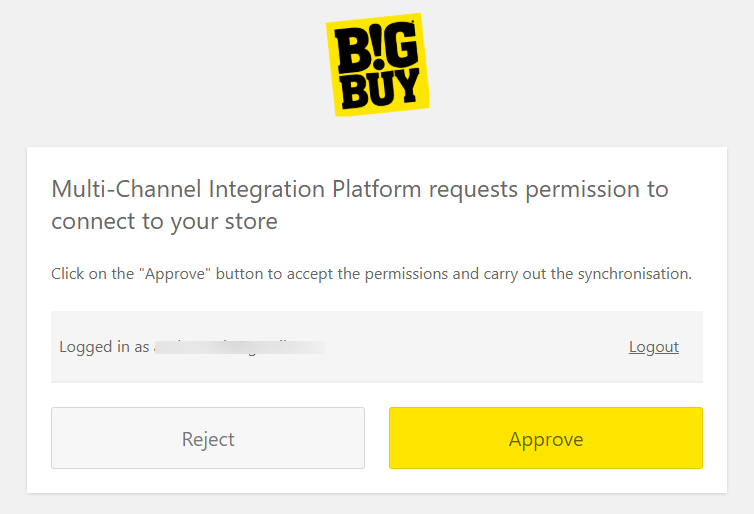 B!G
BUY
Multi-Channel Integration Platform requests permission to
connect to your store
Click on the "Approve" button to accept the permissions and carry out the synchronisation.
Logged in as
Logout
Reject
Approve